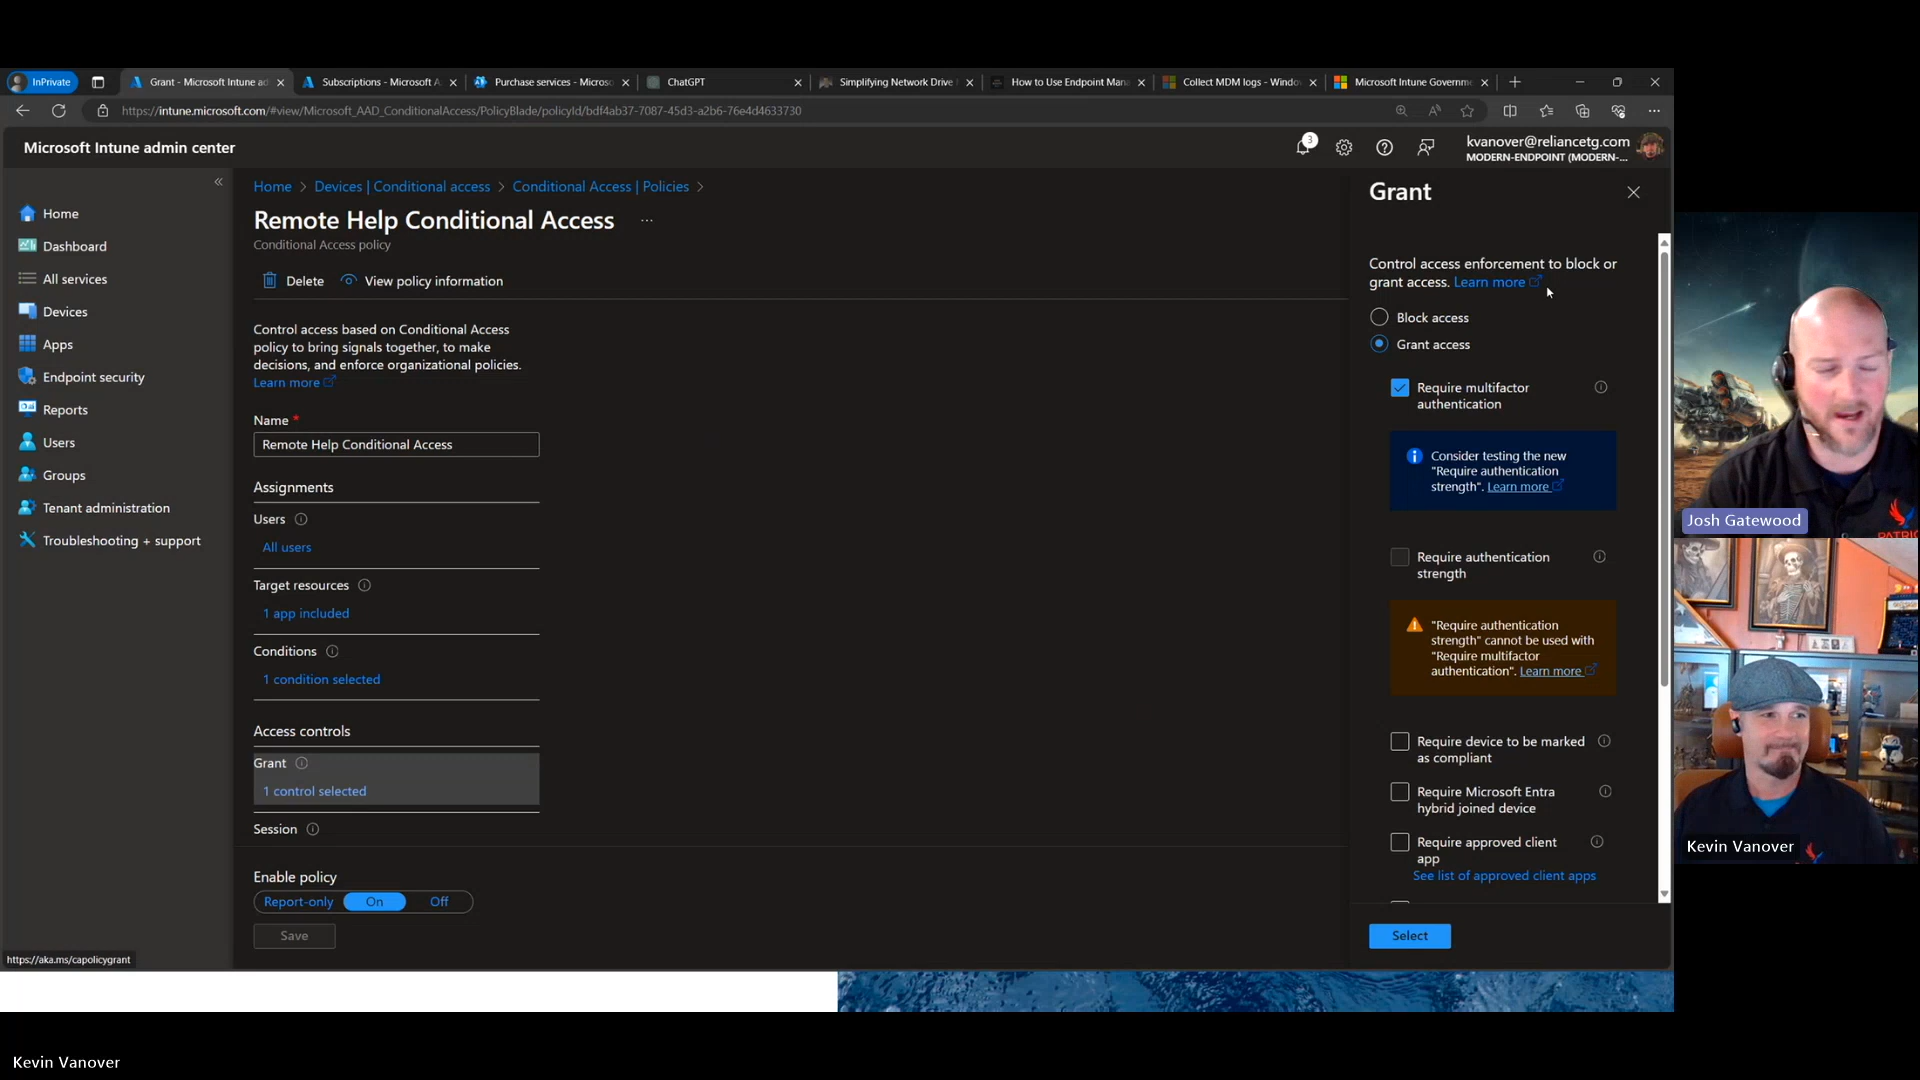 InPrivate
Grant - Microsoft Intune ad
Subscriptions - Microsoft A
Purchase services - Microso
ChatGPT
Simplifying Network Drive
How to Use Endpoint Mana
Collect MDM logs - Windo
Microsoft Intune Governm
https://intune.microsoft.com/#view/Microsoft_AAD_ConditionalAccess/PolicyBlade/policyId/bdf4ab37-7087-45d3-a2b6-76e4d4633730
Microsoft Intune admin center
3
kvanover@reliancetg.com
MODERN-ENDPOINT (MODERN-...
Home
Dashboard
All services
Devices
Apps
Endpoint security
Reports
Users
Groups
Tenant administration
Troubleshooting + support
Home > Devices | Conditional access > Conditional Access | Policies >
Remote Help Conditional Access ...
Conditional Access policy
Delete
View policy information
Control access based on Conditional Access
policy to bring signals together, to make
decisions, and enforce organizational policies.
Learn more
Name *
Remote Help Conditional Access
Assignments
Users
All users
Target resources
1 app included
Conditions
1 condition selected
Access controls
Grant
1 control selected
Session
Enable policy
Report-only
On
Off
Save
https://aka.ms/capolicygrant
Grant
Control access enforcement to block or
grant access. Learn more
Block access
Grant access
Require multifactor
authentication
Consider testing the new
"Require authentication
strength". Learn more
Require authentication
strength
"Require authentication
strength" cannot be used with
"Require multifactor
authentication". Learn more
Require device to be marked
as compliant
Require Microsoft Entra
hybrid joined device
Require approved client
app
See list of approved client apps
Select
Josh Gatewood
Kevin Vanover
Kevin Vanover